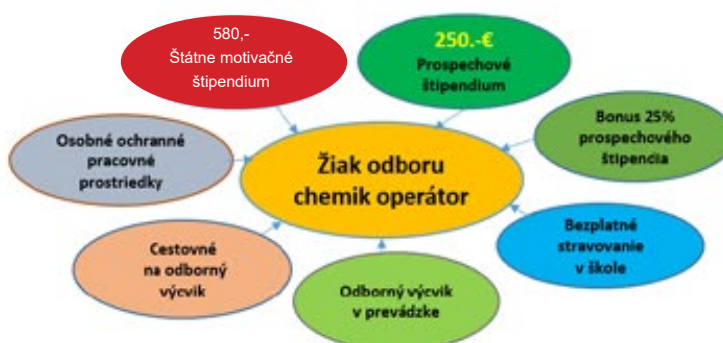 580,-
Štátne motivačné
štipendium
250.-€
Prospechové
štipendium
Bonus 25%
prospechového
štipencia
Osobné ochranné
pracovné
prostriedky
Žiak odboru
chemik operátor
Bezplatné
stravovanie
v škole
Cestovné
na odborný
výcvik
Odborný výcvik
v prevádzke